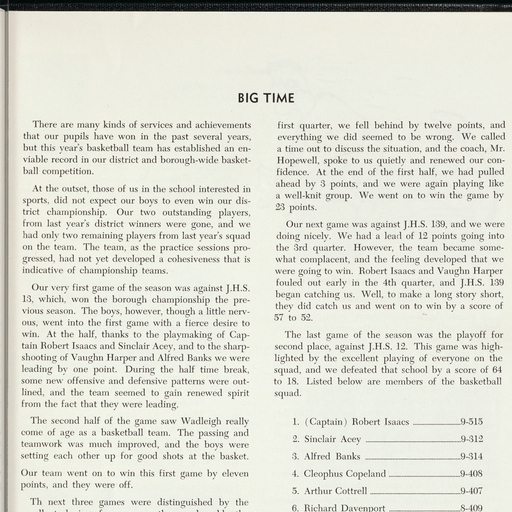 BIG TIME
There are many kinds of services and achievements
that our pupils have won in the past several years,
but this year's basketball team has established an en-
viable record in our district and borough-wide basket-
ball competition.
At the outset, those of us in the school interested in
sports, did not expect our boys to even win our dis-
trict championship. Our two outstanding players,
from last year's district winners were gone, and we
had only two remaining players from last year's squad
on the team. The team, as the practice sessions pro-
gressed, had not yet developed a cohesiveness that is
indicative of championship teams.
Our very first game of the season was against J.H.S.
13, which, won the borough championship the pre-
vious season. The boys, however, though a little nerv-
ous, went into the first game with a fierce desire to
win. At the half, thanks to the playmaking of Cap-
tain Robert Isaacs and Sinclair Acey, and to the sharp-
shooting of Vaughn Harper and Alfred Banks we were
leading by one point. During the half time break,
some new offensive and defensive patterns were out-
lined, and the team seemed to gain renewed spirit
from the fact that they were leading.
The second half of the game saw Wadleigh really
come of age as a basketball team. The passing and
teamwork was much improved, and the boys were
setting each other up for good shots at the basket.
Our team went on to win this first game by eleven
points, and they were off.
Th next three games were distinguished by the
first quarter, we fell behind by twelve points, and
everything we did seemed to be wrong. We called
a time out to discuss the situation, and the coach, Mr.
Hopewell, spoke to us quietly and renewed our con-
fidence. At the end of the first half, we had pulled
ahead by 3 points, and we were again playing like
a well-knit group. We went on to win the game by
23 points.
Our next game was against J.H.S. 139, and we were
doing nicely. We had a lead of 12 points going into
the 3rd quarter. However, the team became some-
what complacent, and the feeling developed that we
were going to win. Robert Isaacs and Vaughn Harper
fouled out early in the 4th quarter, and J.H.S. 139
began catching us. Well, to make a long story short,
they did catch us and went on to win by a score of
57 to 52.
The last game of the season was the playoff for
second place, against J.H.S. 12. This game was high-
lighted by the excellent playing of everyone on the
squad, and we defeated that school by a score of 64
to 18. Listed below are members of the basketball
squad.
1. (Captain) Robert Isaacs 9-515
2. Sinclair Acey 9-312
3. Alfred Banks 9-314
4. Cleophus Copeland 9-408
5. Arthur Cottrell 9-407
6. Richard Davenport 8-409